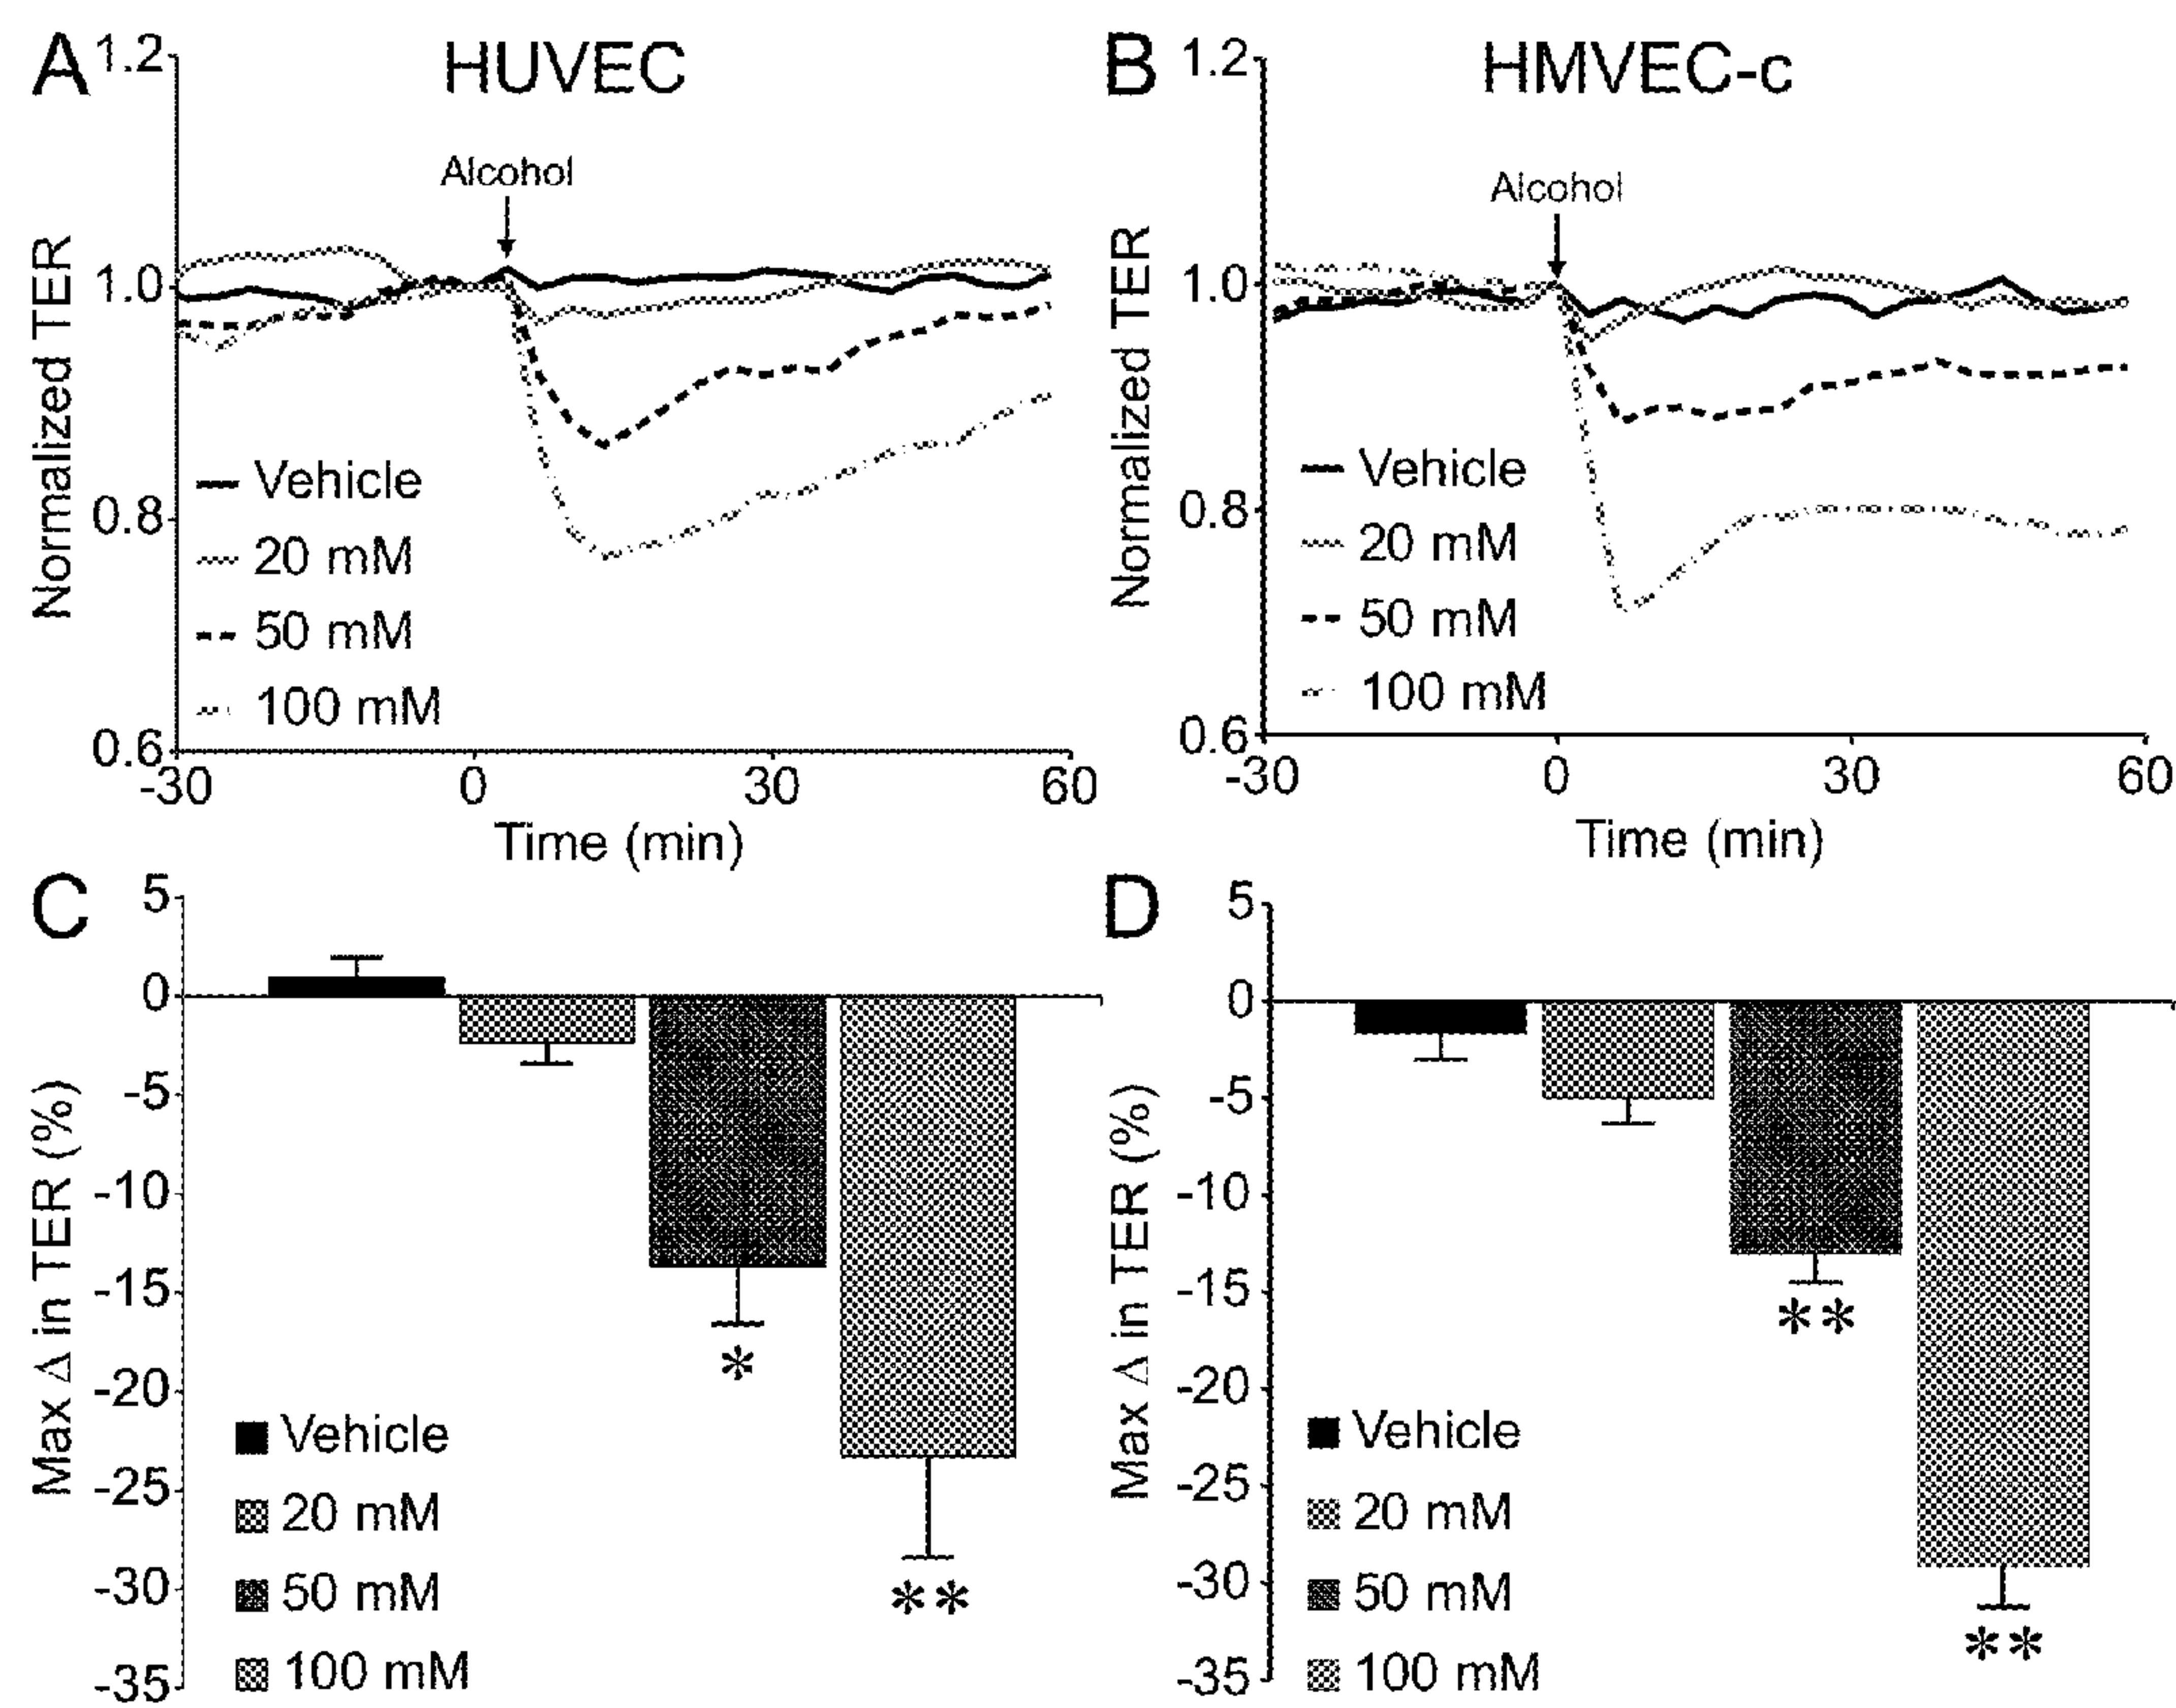 A
HUVEC
1.2
1.0
0.8
0.6
Normalized TER
Alcohol
Vehicle
20 mM
50 mM
100 mM
-30 0 30 60
Time (min)
B
HMVEC-c
1.2
1.0
0.8
0.6
Normalized TER
Alcohol
Vehicle
20 mM
50 mM
100 mM
-30 0 30 60
Time (min)
C
5
0
-5
-10
-15
-20
-25
-30
-35
Max Δ in TER (%)
*
**
Vehicle
20 mM
50 mM
100 mM
D
5
0
-5
-10
-15
-20
-25
-30
-35
Max Δ in TER (%)
**
**
Vehicle
20 mM
50 mM
100 mM